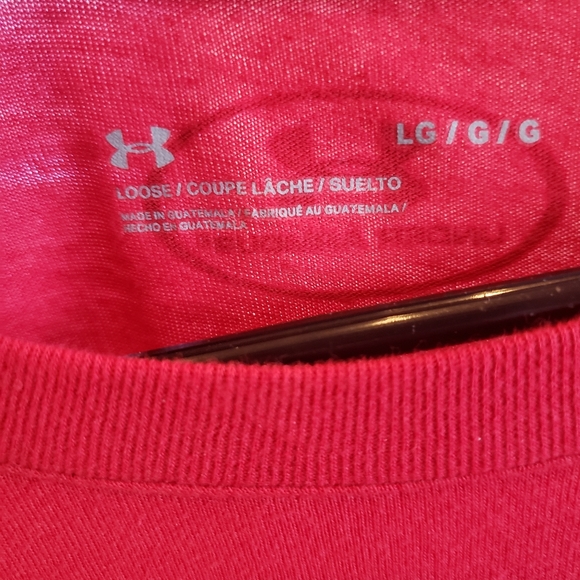 LG / G / G
LOOSE / COUPE LÂCHE / SUELTO
MADE IN GUATEMALA / FABRIQUÉ AU GUATEMALA /
HECHO EN GUATEMALA